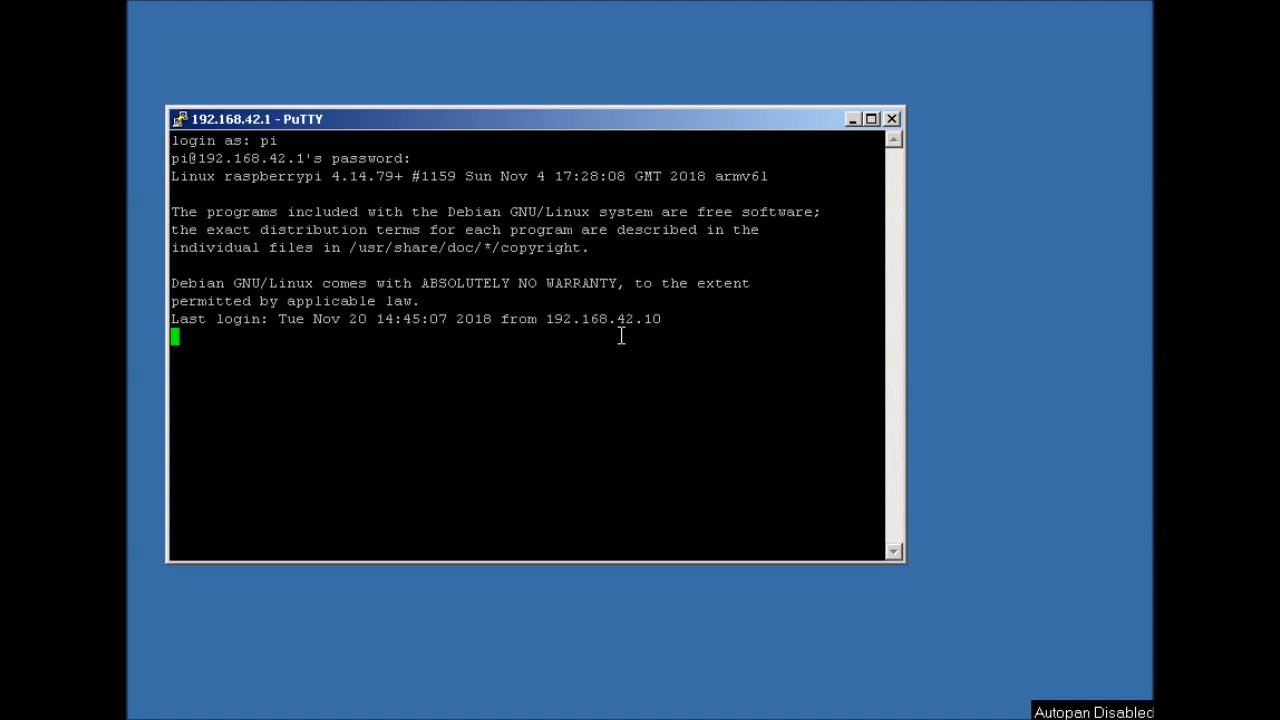 192.168.42.1 - PuTTY
login as: pi
pi@192.168.42.1's password:
Linux raspberrypi 4.14.79+ #1159 Sun Nov 4 17:28:08 GMT 2018 armv6l

The programs included with the Debian GNU/Linux system are free software;
the exact distribution terms for each program are described in the
individual files in /usr/share/doc/*/copyright.

Debian GNU/Linux comes with ABSOLUTELY NO WARRANTY, to the extent
permitted by applicable law.
Last login: Tue Nov 20 14:45:07 2018 from 192.168.42.10
Autopan Disabled